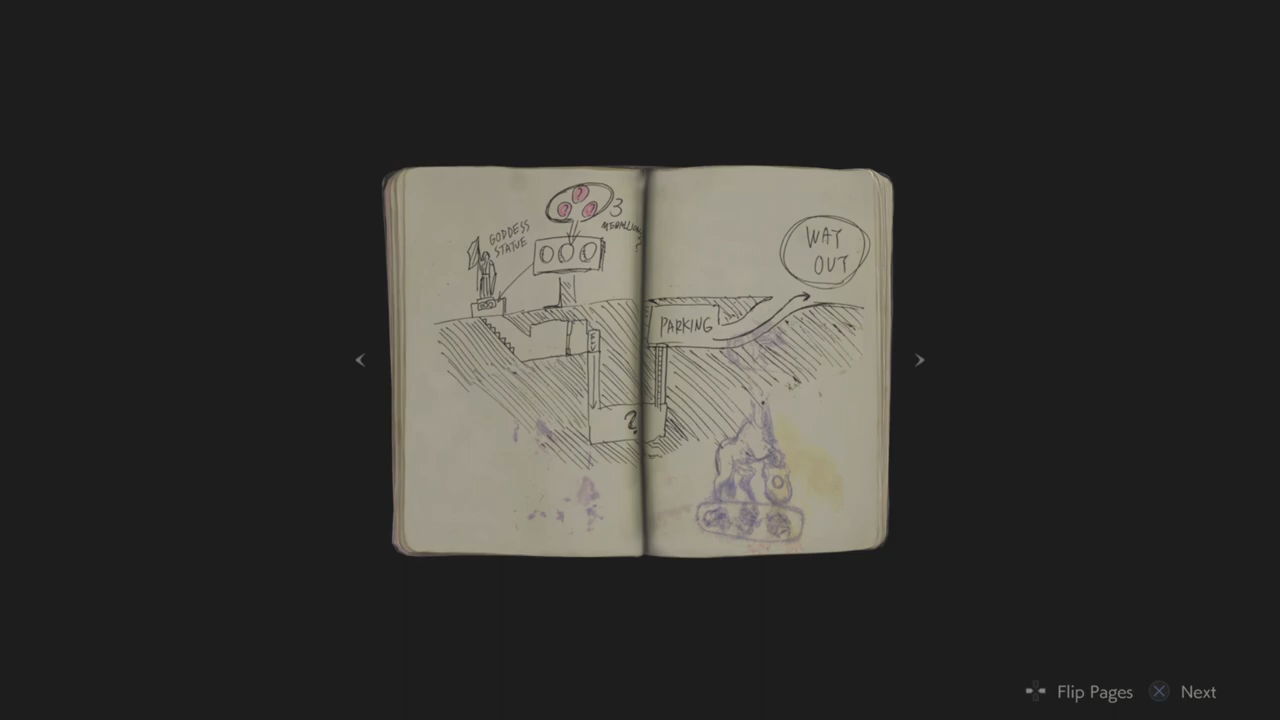 3
MEDALLIONS
?
GODDESS
STATUE
WAY
OUT
PARKING
?
Flip Pages
Next